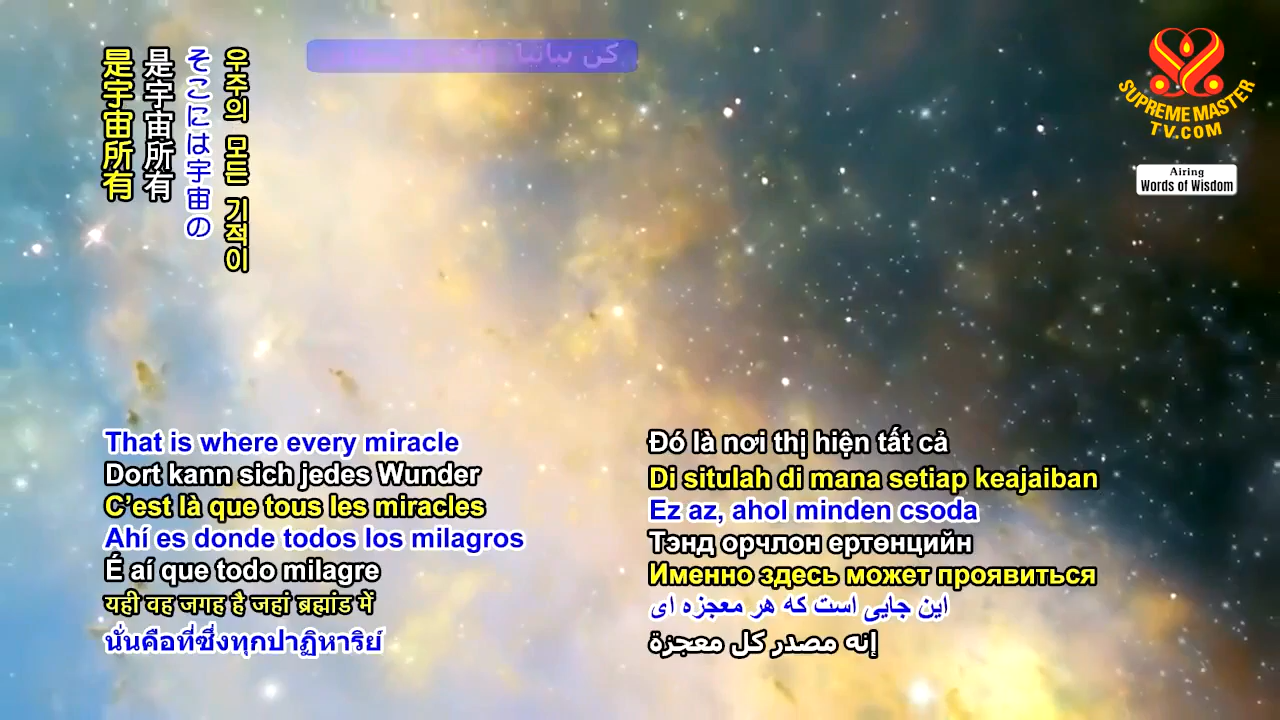 우주의 모든 기적이
そこには宇宙の
是宇宙所有
是宇宙所有
كن نباتيا
SUPREME MASTER
TV.COM
Airing
Words of Wisdom
That is where every miracle
Dort kann sich jedes Wunder
C’est là que tous les miracles
Ahí es donde todos los milagros
É aí que todo milagre
यही वह जगह है जहां ब्रह्मांड में
นั่นคือที่ซึ่งทุกปาฏิหาริย์
Đó là nơi thị hiện tất cả
Di situlah di mana setiap keajaiban
Ez az, ahol minden csoda
Тэнд орчлон ертөнцийн
Именно здесь может проявиться
این جایی است که هر معجزه ای
إنه مصدر كل معجزة